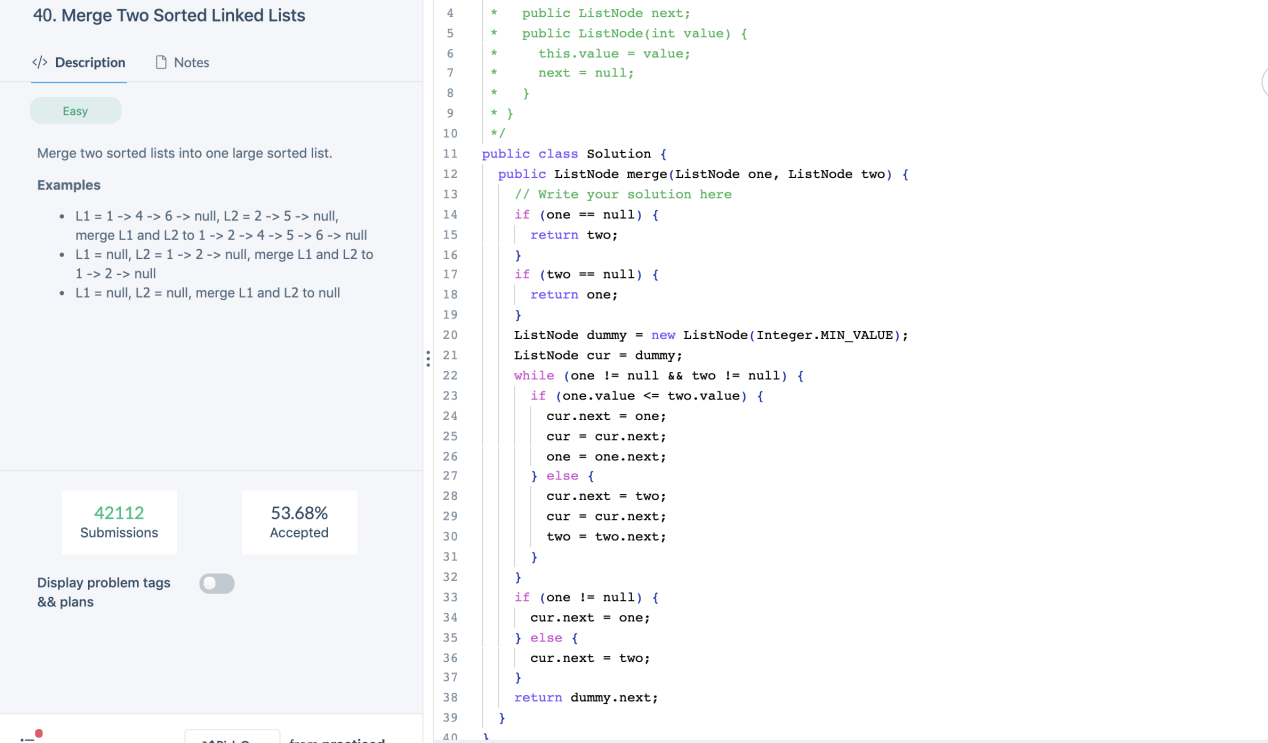 40. Merge Two Sorted Linked Lists
</> Description
Notes
Easy
Merge two sorted lists into one large sorted list.
Examples
• L1 = 1 -> 4 -> 6 -> null, L2 = 2 -> 5 -> null,
merge L1 and L2 to 1 -> 2 -> 4 -> 5 -> 6 -> null
• L1 = null, L2 = 1 -> 2 -> null, merge L1 and L2 to
1 -> 2 -> null
• L1 = null, L2 = null, merge L1 and L2 to null
42112
Submissions
53.68%
Accepted
Display problem tags
&& plans
4 * public ListNode next;
5 * public ListNode(int value) {
6 * this.value = value;
7 * next = null;
8 * }
9 * }
10 */
11 public class Solution {
12 public ListNode merge(ListNode one, ListNode two) {
13 // Write your solution here
14 if (one == null) {
15 return two;
16 }
17 if (two == null) {
18 return one;
19 }
20 ListNode dummy = new ListNode(Integer.MIN_VALUE);
21 ListNode cur = dummy;
22 while (one != null && two != null) {
23 if (one.value <= two.value) {
24 cur.next = one;
25 cur = cur.next;
26 one = one.next;
27 } else {
28 cur.next = two;
29 cur = cur.next;
30 two = two.next;
31 }
32 }
33 if (one != null) {
34 cur.next = one;
35 } else {
36 cur.next = two;
37 }
38 return dummy.next;
39 }
40 }